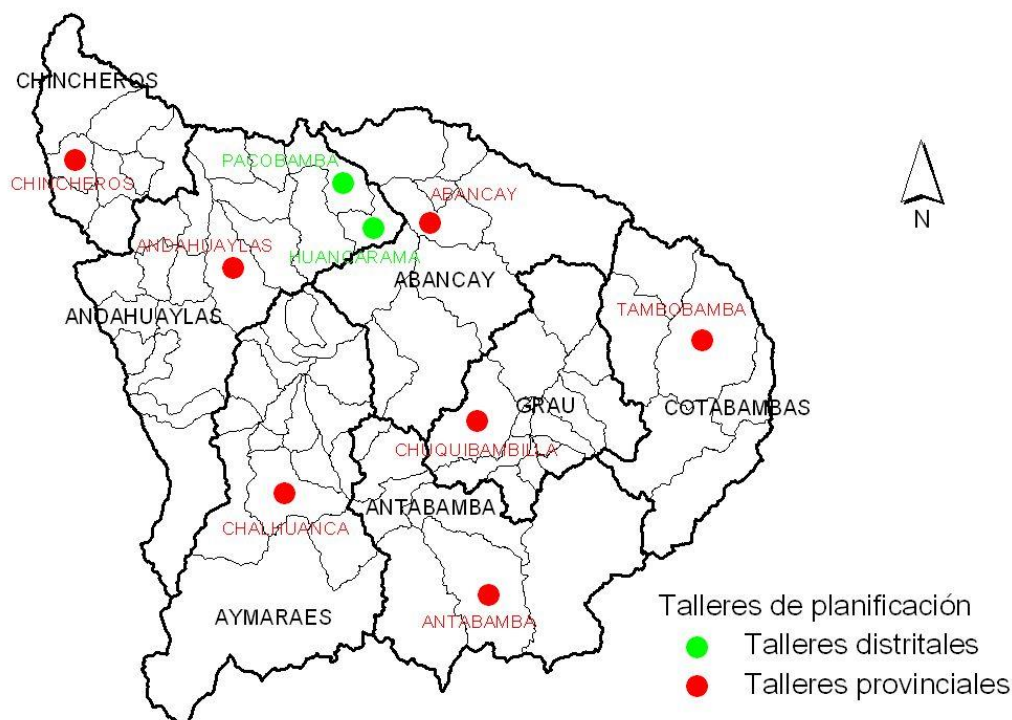 CHINCHEROS
PACOBAMBA
CHINCHEROS
ABANCAY
ANDAHUAYLAS
HUANCARAMA
ABANCAY
TAMBOBAMBA
ANDAHUAYLAS
GRAU
COTABAMBAS
CHUQUIBAMBILLA
ANTABAMBA
CHALHUANCA
AYMARAES
ANTABAMBA
N
Talleres de planificación
Talleres distritales
Talleres provinciales